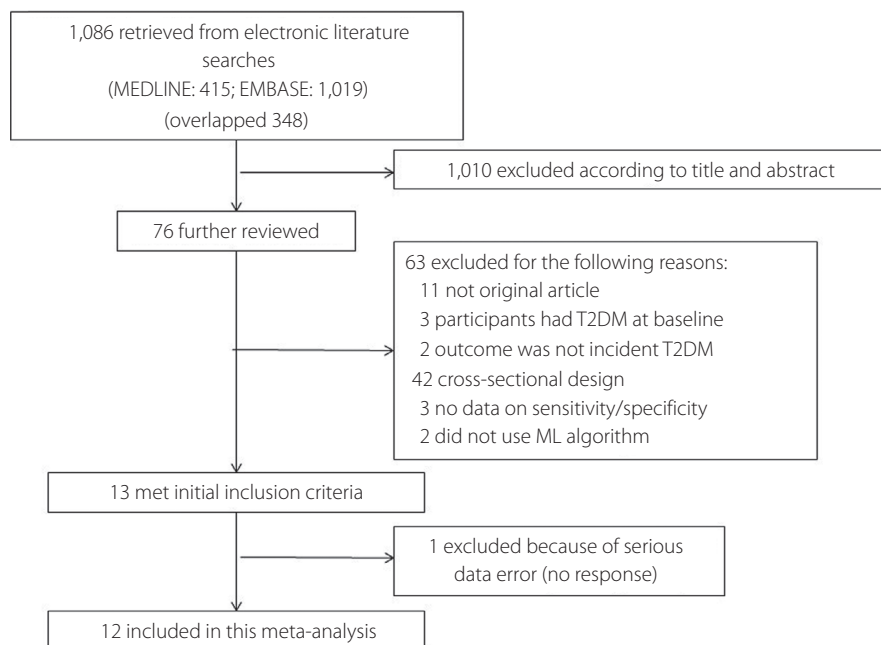 1,086 retrieved from electronic literature
searches
(MEDLINE: 415; EMBASE: 1,019)
(overlapped 348)
1,010 excluded according to title and abstract
76 further reviewed
63 excluded for the following reasons:
11 not original article
3 participants had T2DM at baseline
2 outcome was not incident T2DM
42 cross-sectional design
3 no data on sensitivity/specificity
2 did not use ML algorithm
13 met initial inclusion criteria
1 excluded because of serious
data error (no response)
12 included in this meta-analysis